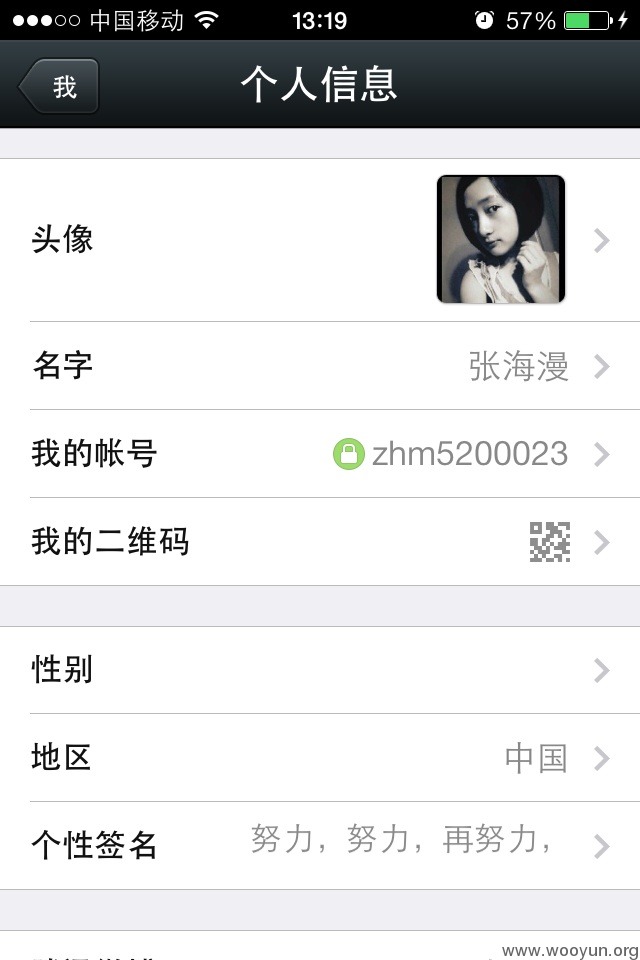 中国移动 13:19 57%
我 个人信息
头像
名字 张海漫
我的帐号 zhm5200023
我的二维码
性别
地区 中国
个性签名 努力，努力，再努力，
www.wooyun.org